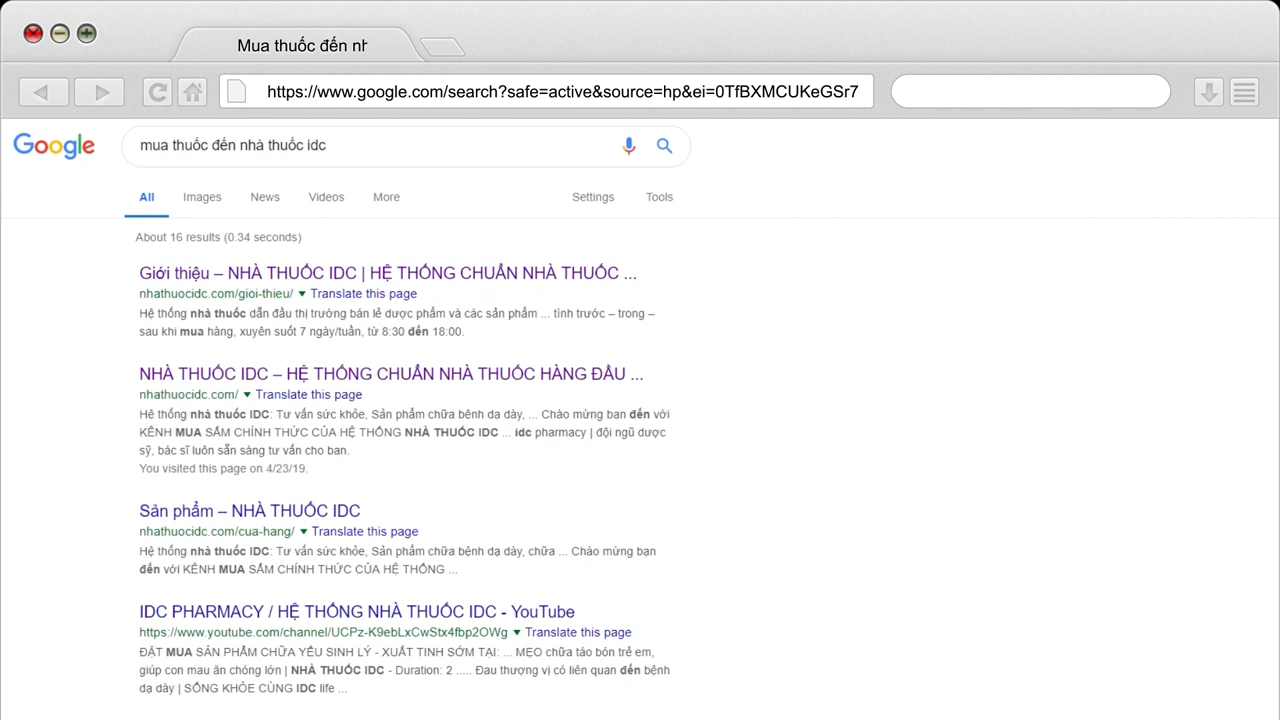 Mua thuốc đến nh
https://www.google.com/search?safe=active&source=hp&ei=0TfBXMCUKeGSr7
Google
mua thuốc đến nhà thuốc idc
All Images News Videos More Settings Tools
About 16 results (0.34 seconds)
Giới thiệu – NHÀ THUỐC IDC | HỆ THỐNG CHUẨN NHÀ THUỐC ...
nhathuocidc.com/gioi-thieu/ Translate this page
Hệ thống nhà thuốc dẫn đầu thị trường bán lẻ dược phẩm và các sản phẩm ... tình trước – trong –
sau khi mua hàng, xuyên suốt 7 ngày/tuần, từ 8:30 đến 18:00.
NHÀ THUỐC IDC – HỆ THỐNG CHUẨN NHÀ THUỐC HÀNG ĐẦU ...
nhathuocidc.com/ Translate this page
Hệ thống nhà thuốc IDC: Tư vấn sức khỏe, Sản phẩm chữa bệnh dạ dày, ... Chào mừng bạn đến với
KÊNH MUA SẮM CHÍNH THỨC CỦA HỆ THỐNG NHÀ THUỐC IDC ... idc pharmacy | đội ngũ dược
sỹ, bác sĩ luôn sẵn sàng tư vấn cho bạn.
You visited this page on 4/23/19.
Sản phẩm – NHÀ THUỐC IDC
nhathuocidc.com/cua-hang/ Translate this page
Hệ thống nhà thuốc IDC: Tư vấn sức khỏe, Sản phẩm chữa bệnh dạ dày, chữa ... Chào mừng bạn
đến với KÊNH MUA SẮM CHÍNH THỨC CỦA HỆ THỐNG ...
IDC PHARMACY / HỆ THỐNG NHÀ THUỐC IDC - YouTube
https://www.youtube.com/channel/UCPz-K9ebLxCwStx4fbp2OWg Translate this page
ĐẶT MUA SẢN PHẨM CHỮA YẾU SINH LÝ - XUẤT TINH SỚM TẠI: ... MẸO chữa táo bón trẻ em,
giúp con mau ăn chóng lớn | NHÀ THUỐC IDC - Duration: 2 ..... Đau thượng vị có liên quan đến bệnh
dạ dày | SỐNG KHỎE CÙNG IDC life ...